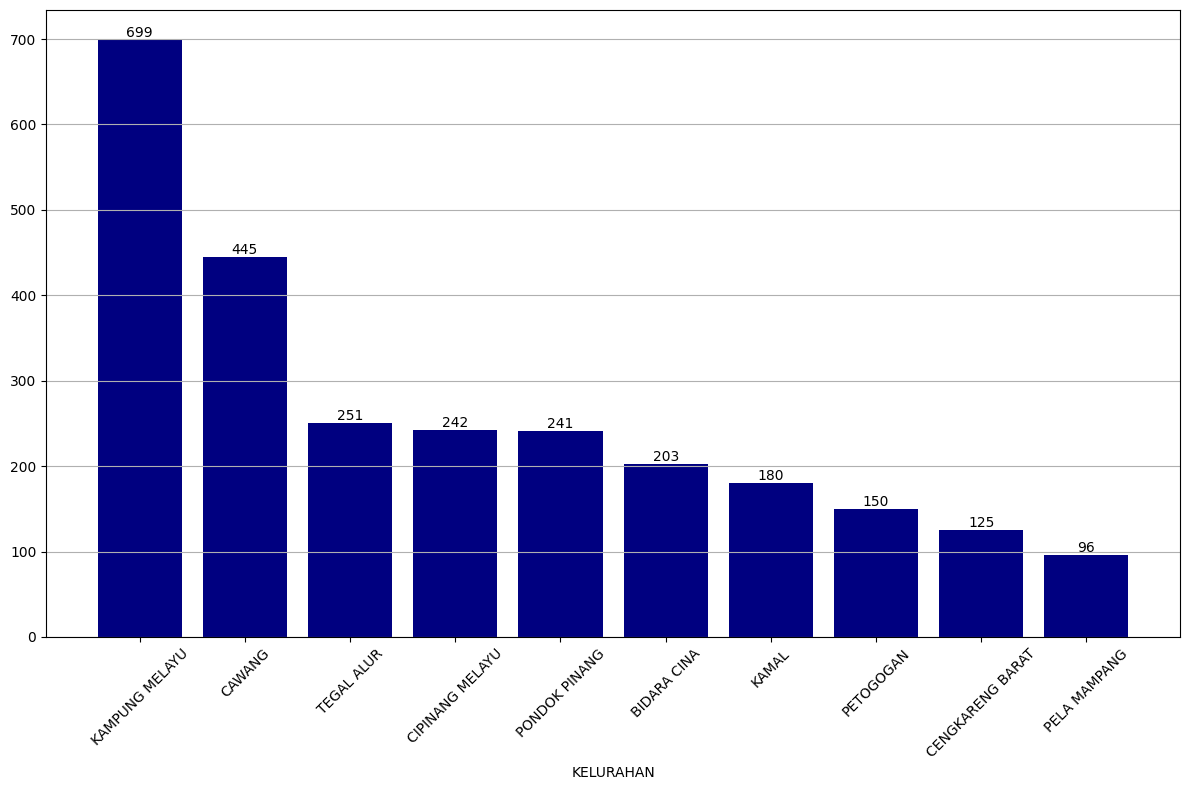 700
600
500
400
300
200
100
0
699
445
251
242
241
203
180
150
125
96
KAMPUNG MELAYU
CAWANG
TEGAL ALUR
CIPINANG MELAYU
PONDOK PINANG
BIDARA CINA
KAMAL
PETOGOGAN
CENGKARENG BARAT
PELA MAMPANG
KELURAHAN